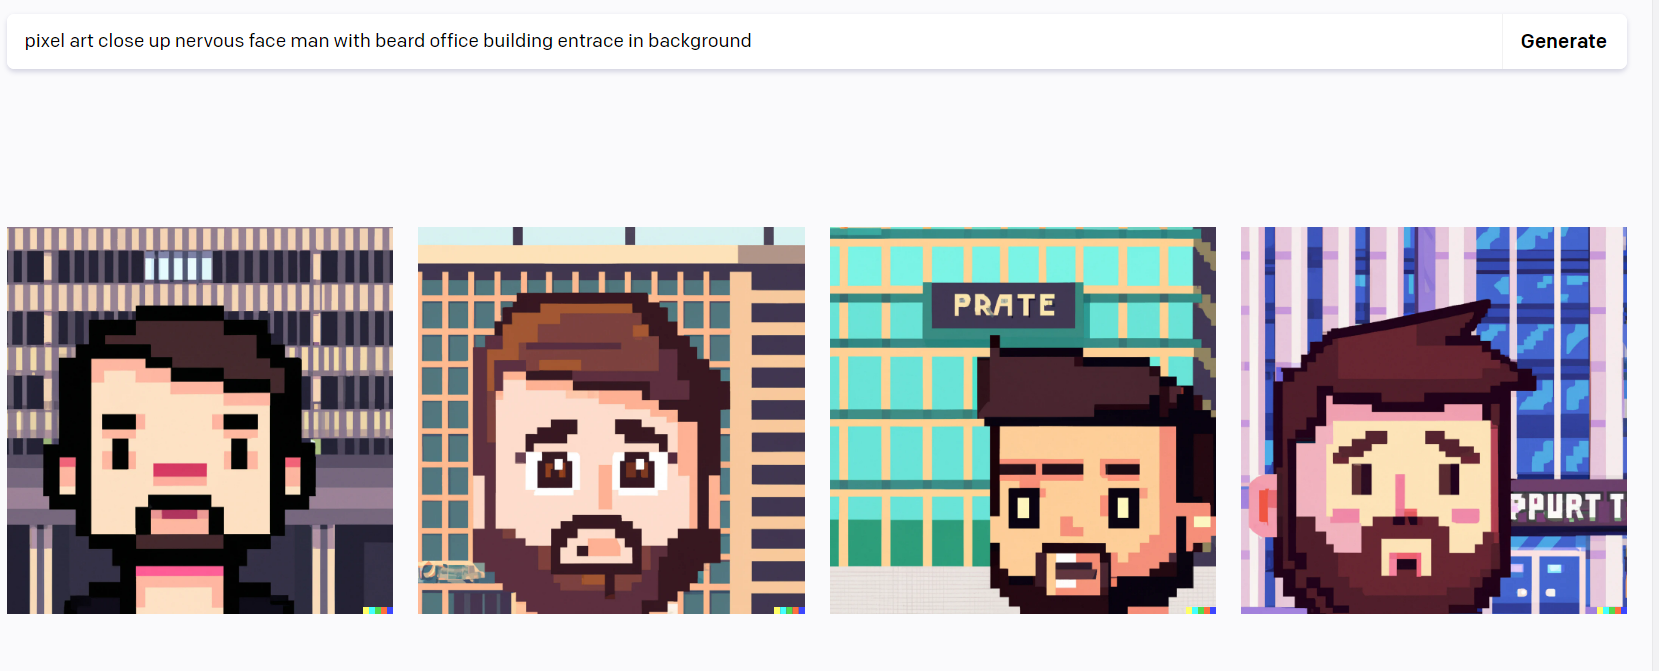 pixel art close up nervous face man with beard office building entrace in background
Generate
PRATE
PPURT T